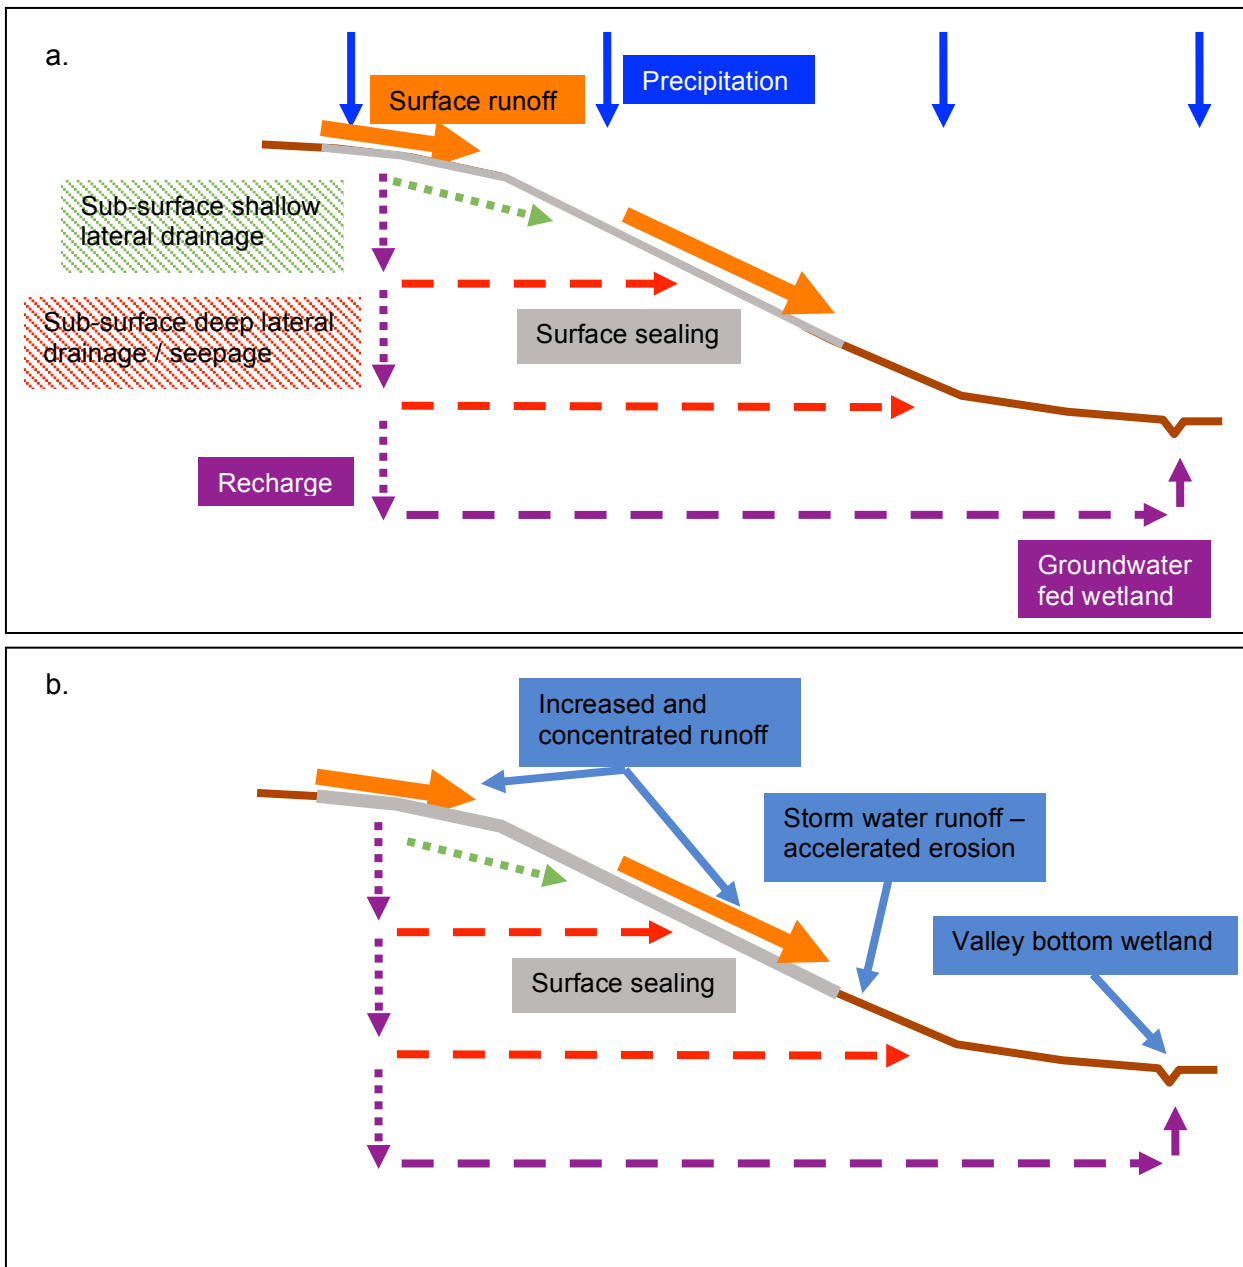 a.
Precipitation
Surface runoff
Sub-surface shallow
lateral drainage
Sub-surface deep lateral
drainage / seepage
Surface sealing
Recharge
Groundwater
fed wetland
b.
Increased and
concentrated runoff
Storm water runoff –
accelerated erosion
Valley bottom wetland
Surface sealing